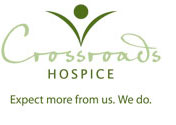 Crossroads
HOSPICE
Expect more from us. We do.